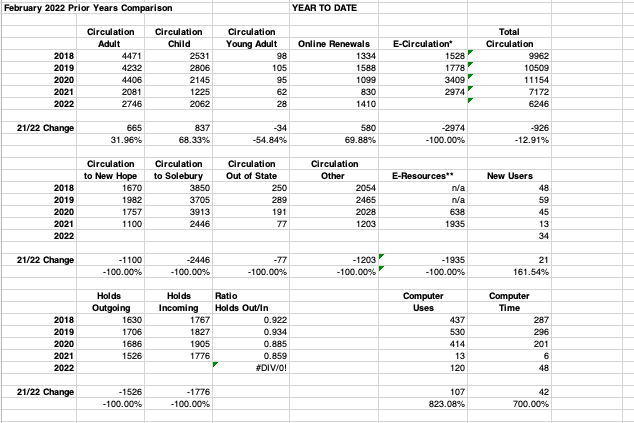 February 2022 Prior Years Comparison YEAR TO DATE
Circulation Circulation Circulation Total
Adult Child Young Adult Online Renewals E-Circulation* Circulation
2018 4471 2531 98 1334 1528 9962
2019 4232 2806 105 1588 1778 10509
2020 4406 2145 95 1099 3409 11154
2021 2081 1225 62 830 2974 7172
2022 2746 2062 28 1410 6246
21/22 Change 665 837 -34 580 -2974 -926
31.96% 68.33% -54.84% 69.88% -100.00% -12.91%
Circulation Circulation Circulation Circulation
to New Hope to Solebury Out of State Other E-Resources** New Users
2018 1670 3850 250 2054 n/a 48
2019 1982 3705 289 2465 n/a 59
2020 1757 3913 191 2028 638 45
2021 1100 2446 77 1203 1935 13
2022 34
21/22 Change -1100 -2446 -77 -1203 -1935 21
-100.00% -100.00% -100.00% -100.00% -100.00% 161.54%
Holds Holds Ratio Computer Computer
Outgoing Incoming Holds Out/In Uses Time
2018 1630 1767 0.922 437 287
2019 1706 1827 0.934 530 296
2020 1686 1905 0.885 414 201
2021 1526 1776 0.859 13 6
2022 #DIV/0! 120 48
21/22 Change -1526 -1776 107 42
-100.00% -100.00% 823.08% 700.00%